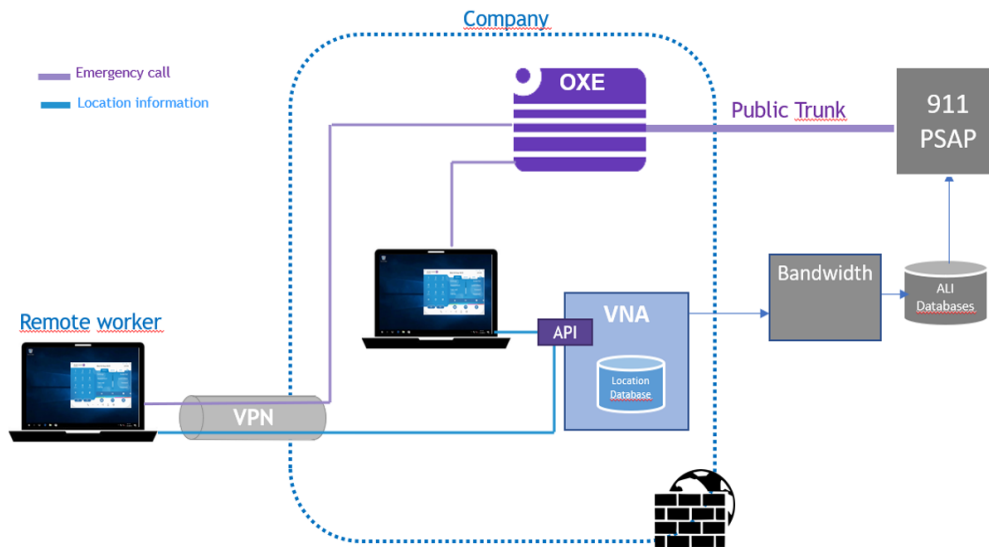 Company
Emergency call
Location information
OXE
Public Trunk
911
PSAP
Bandwidth
ALI
Databases
VNA
API
Location
Database
Remote worker
VPN